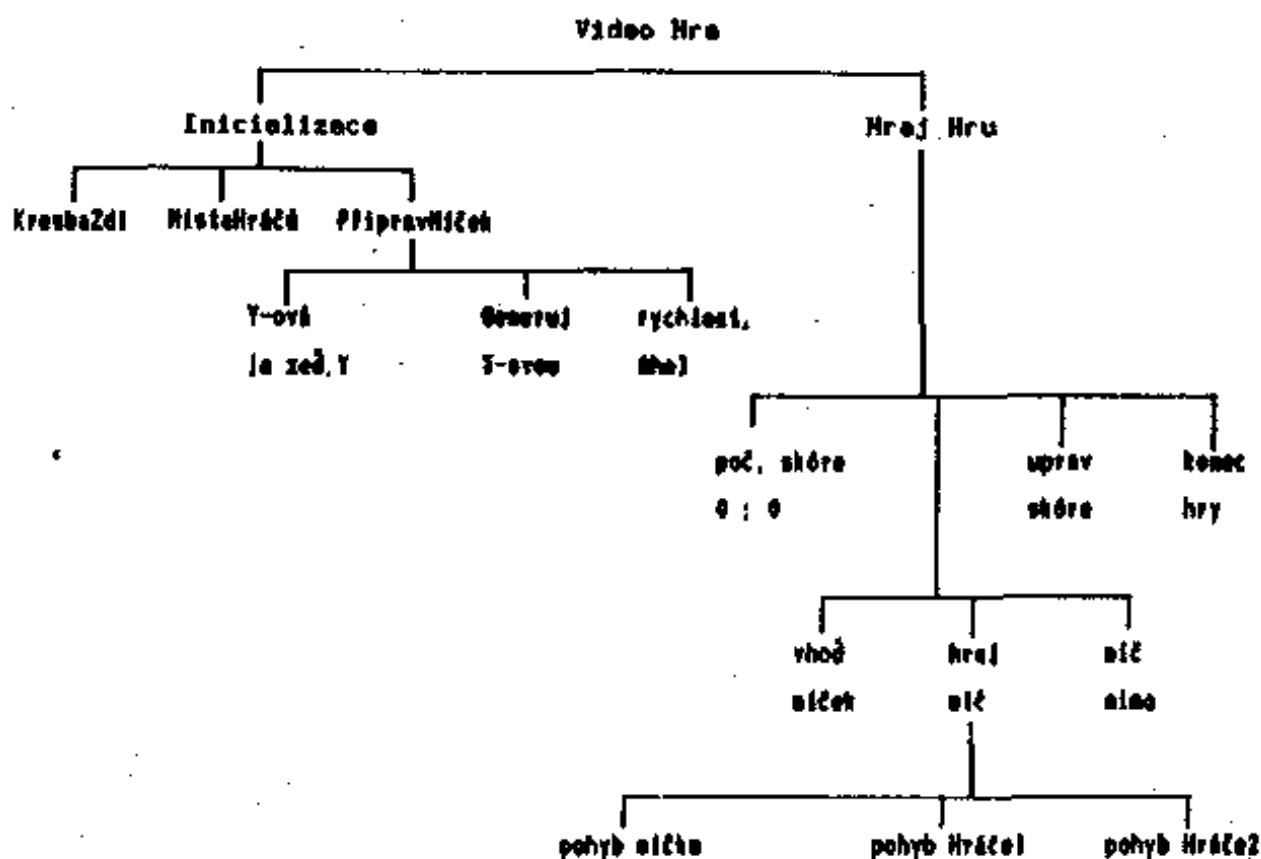 Video Hra
Inicializace
Hraj Hru
KresbaZdi
MistaHráčů
PřipravMíček
Y-ová
Generuj
rychlost,
je zeď,Y
X-ovou
úhel
poč. skóre
uprav
konec
0 : 0
skóre
hry
vhoď
hraj
míč
míček
míč
mimo
pohyb míčku
pohyb Hráče1
pohyb Hráče2